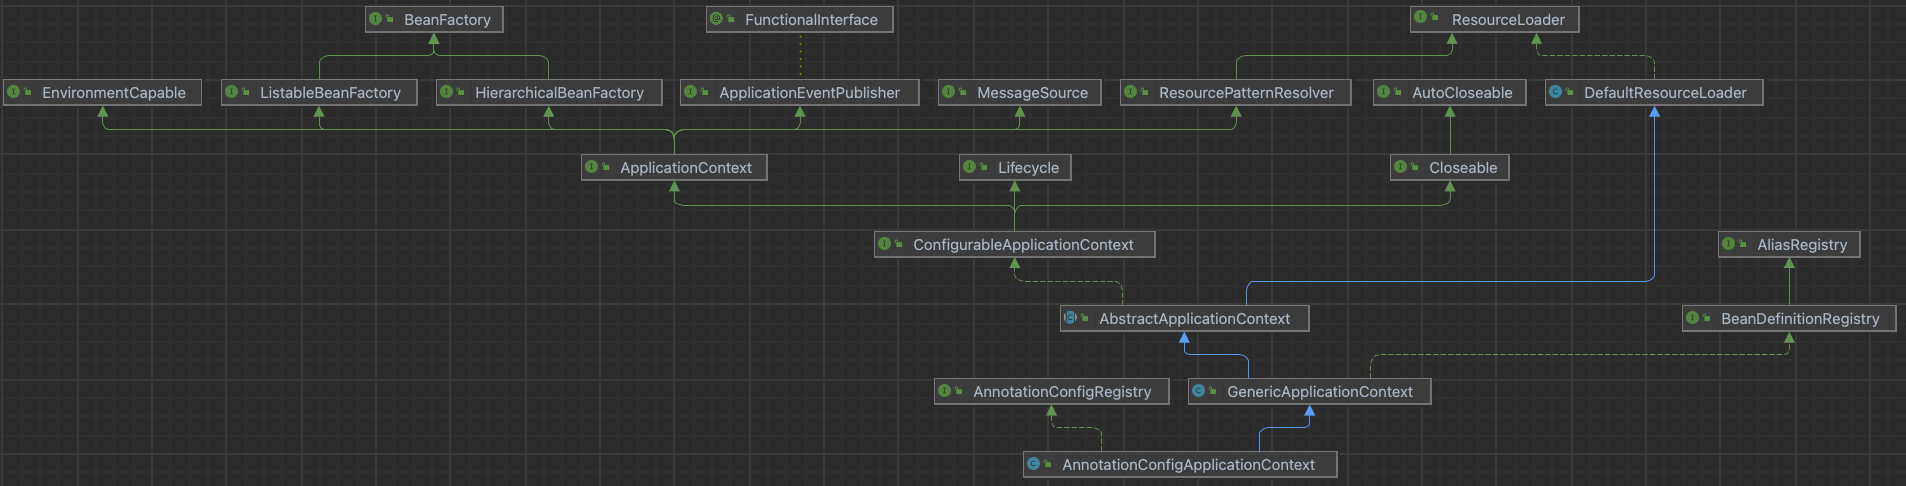 BeanFactory
FunctionalInterface
ResourceLoader
EnvironmentCapable
ListableBeanFactory
HierarchicalBeanFactory
ApplicationEventPublisher
MessageSource
ResourcePatternResolver
AutoCloseable
DefaultResourceLoader
ApplicationContext
Lifecycle
Closeable
ConfigurableApplicationContext
AliasRegistry
AbstractApplicationContext
BeanDefinitionRegistry
AnnotationConfigRegistry
GenericApplicationContext
AnnotationConfigApplicationContext